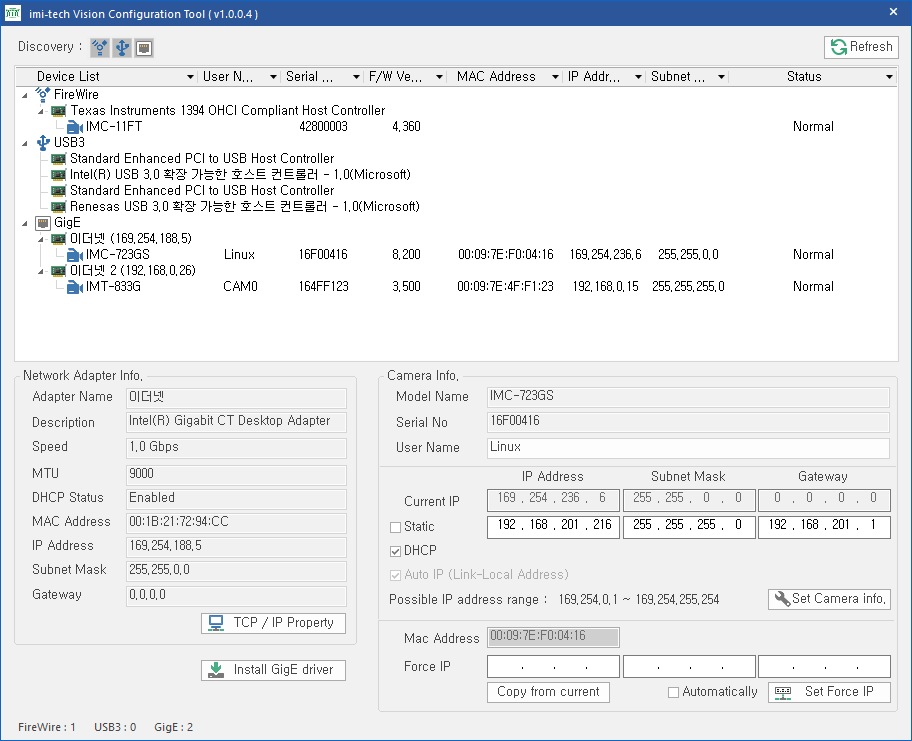 imi-tech Vision Configuration Tool ( v1.0.0.4 )
Discovery :
Refresh
Device List User N... Serial ... F/W Ve... MAC Address IP Addr... Subnet ... Status
FireWire
Texas Instruments 1394 OHCI Compliant Host Controller
IMC-11FT 42800003 4,360 Normal
USB3
Standard Enhanced PCI to USB Host Controller
Intel(R) USB 3.0 확장 가능한 호스트 컨트롤러 - 1.0(Microsoft)
Standard Enhanced PCI to USB Host Controller
Renesas USB 3.0 확장 가능한 호스트 컨트롤러 - 1.0(Microsoft)
GigE
이더넷 (169.254.188.5)
IMC-723GS Linux 16F00416 8,200 00:09:7E:F0:04:16 169.254.236.6 255.255.0.0 Normal
이더넷 2 (192.168.0.26)
IMT-833G CAM0 164FF123 3,500 00:09:7E:4F:F1:23 192.168.0.15 255.255.255.0 Normal
Network Adapter Info.
Adapter Name 이더넷
Description Intel(R) Gigabit CT Desktop Adapter
Speed 1.0 Gbps
MTU 9000
DHCP Status Enabled
MAC Address 00:1B:21:72:94:CC
IP Address 169.254.188.5
Subnet Mask 255.255.0.0
Gateway 0.0.0.0
TCP / IP Property
Install GigE driver
Camera Info.
Model Name IMC-723GS
Serial No 16F00416
User Name Linux
IP Address Subnet Mask Gateway
Current IP 169 . 254 . 236 . 6 255 . 255 . 0 . 0 0 . 0 . 0 . 0
Static 192 . 168 . 201 . 216 255 . 255 . 255 . 0 192 . 168 . 201 . 1
DHCP
Auto IP (Link-Local Address)
Possible IP address range : 169.254.0.1 ~ 169.254.255.254
Set Camera info.
Mac Address 00:09:7E:F0:04:16
Force IP . . . . . . . . .
Copy from current Automatically Set Force IP
FireWire : 1 USB3 : 0 GigE : 2